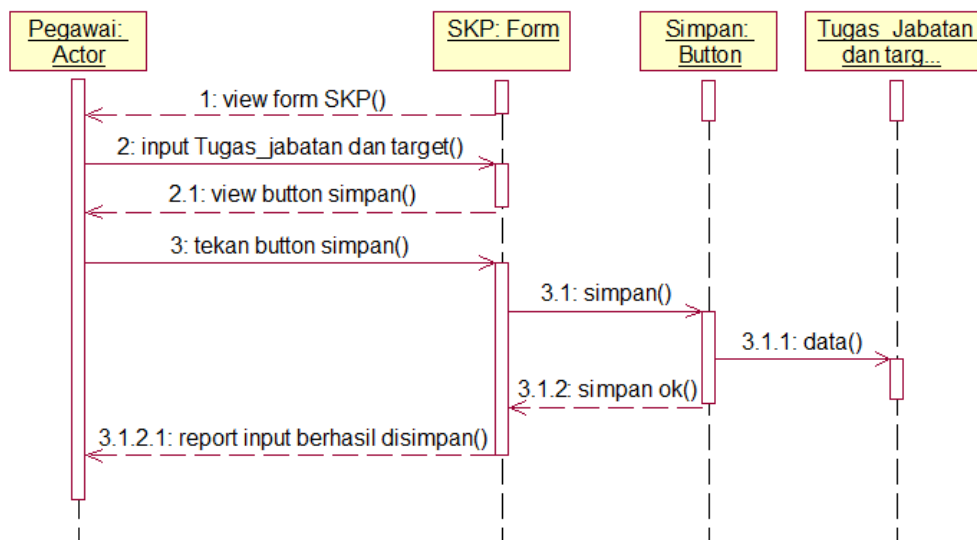 Pegawai:
Actor
SKP: Form
Simpan:
Button
Tugas_Jabatan
dan targ...
1: view form SKP()
2: input Tugas_jabatan dan target()
2.1: view button simpan()
3: tekan button simpan()
3.1: simpan()
3.1.1: data()
3.1.2: simpan ok()
3.1.2.1: report input berhasil disimpan()